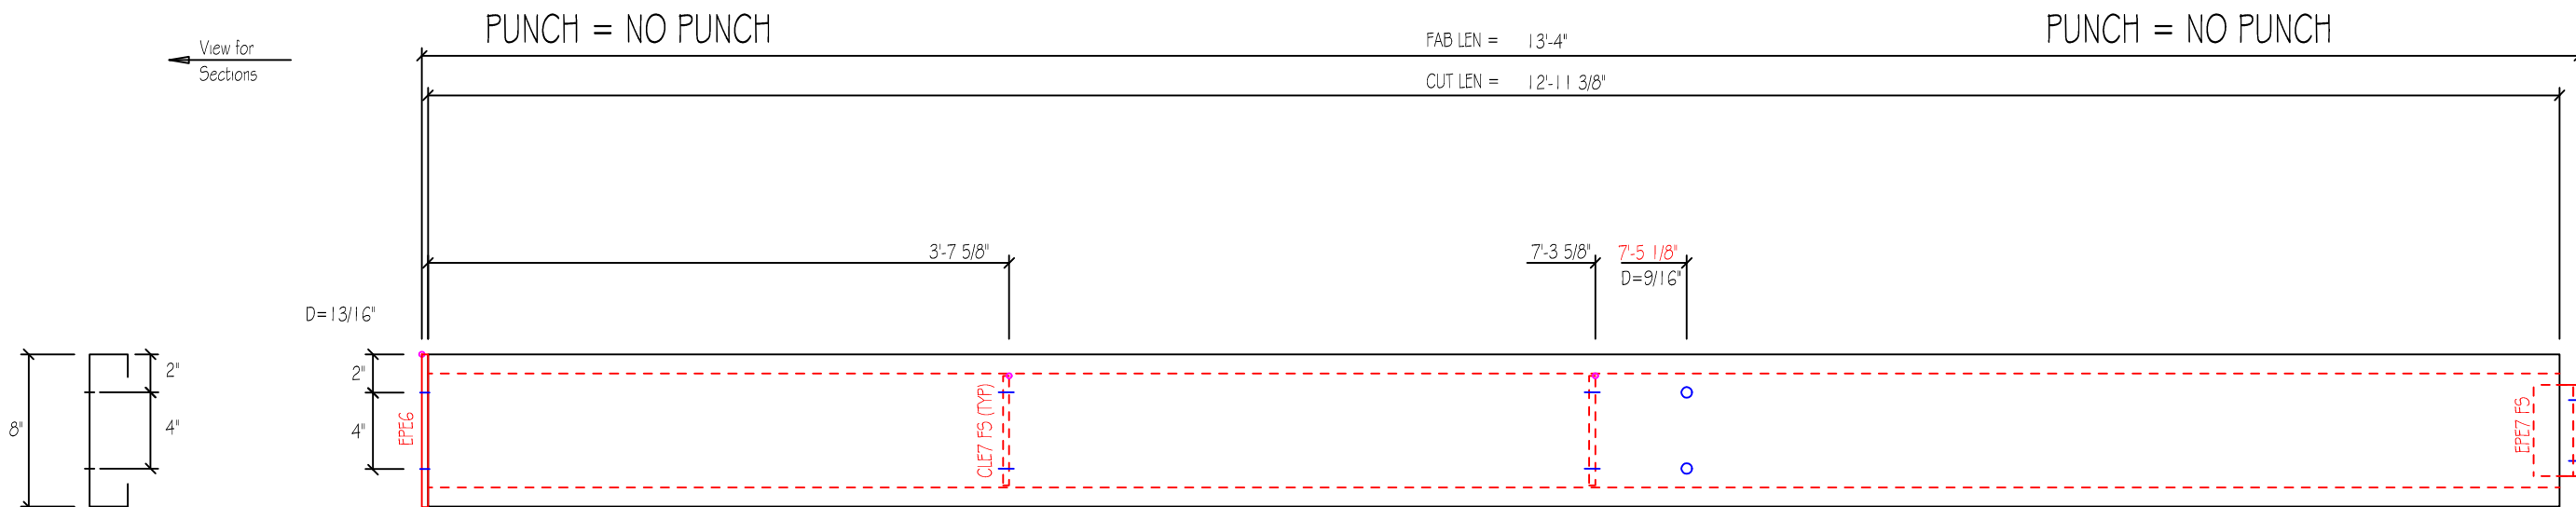 PUNCH = NO PUNCH
PUNCH = NO PUNCH
View for
Sections
FAB LEN = 13'-4"
CUT LEN = 12'-11 3/8"
3'-7 5/8"
7'-3 5/8"
7'-5 1/8"
D=9/16"
D=13/16"
8"
2"
4"
2"
4"
EPE6
CLE7 FS (TYP)
EPE7 FS